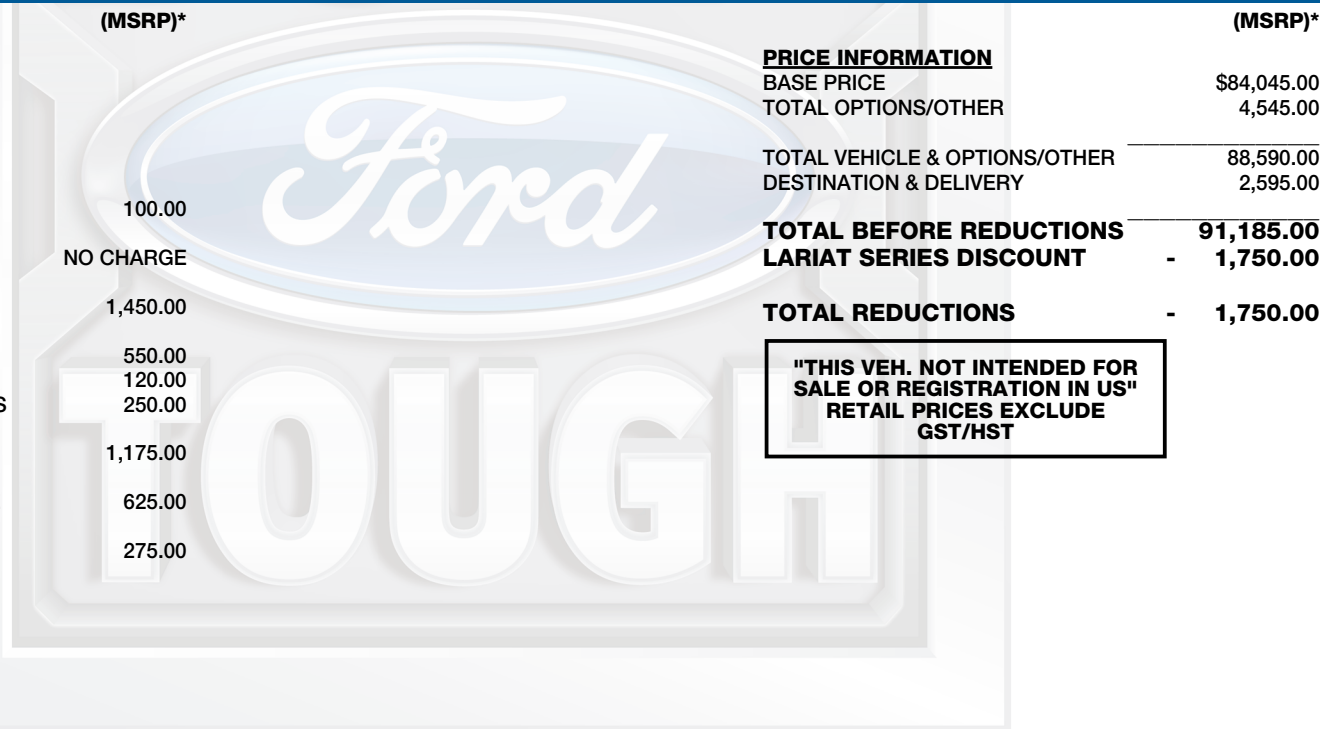 (MSRP)*
100.00
NO CHARGE
1,450.00
550.00
120.00
S 250.00
1,175.00
625.00
275.00
Ford
TOUGH
(MSRP)*
PRICE INFORMATION
BASE PRICE $84,045.00
TOTAL OPTIONS/OTHER 4,545.00
TOTAL VEHICLE & OPTIONS/OTHER 88,590.00
DESTINATION & DELIVERY 2,595.00
TOTAL BEFORE REDUCTIONS 91,185.00
LARIAT SERIES DISCOUNT - 1,750.00
TOTAL REDUCTIONS - 1,750.00
"THIS VEH. NOT INTENDED FOR
SALE OR REGISTRATION IN US"
RETAIL PRICES EXCLUDE
GST/HST